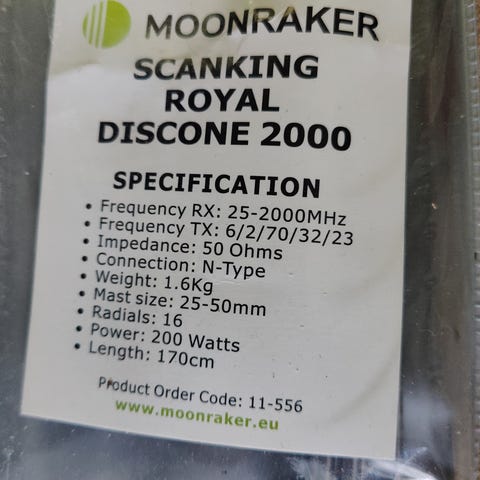 MOONRAKER
SCANKING
ROYAL
DISCONE 2000
SPECIFICATION
• Frequency RX: 25-2000MHz
• Frequency TX: 6/2/70/32/23
• Impedance: 50 Ohms
• Connection: N-Type
• Weight: 1.6Kg
• Mast size: 25-50mm
• Radials: 16
• Power: 200 Watts
• Length: 170cm
Product Order Code: 11-556
www.moonraker.eu